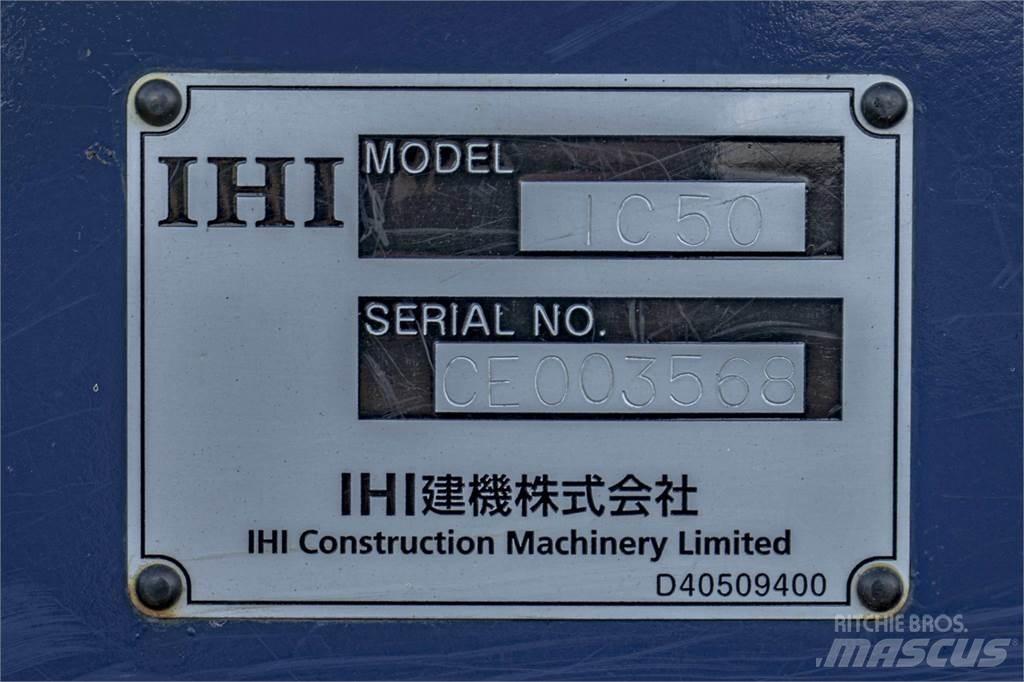 IHI
MODEL
IC50
SERIAL NO.
CE003568
IHI建機株式会社
IHI Construction Machinery Limited
D40509400
RITCHIE BROS.
MASCUS